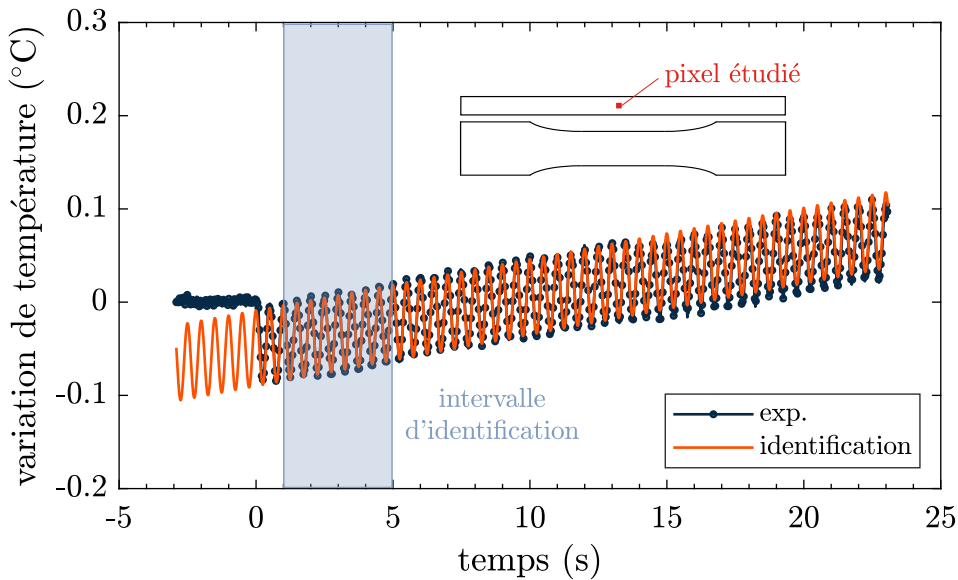 0.3
0.2
0.1
0
-0.1
-0.2
variation de température (°C)
pixel étudié
intervalle
d'identification
exp.
identification
-5 0 5 10 15 20 25
temps (s)